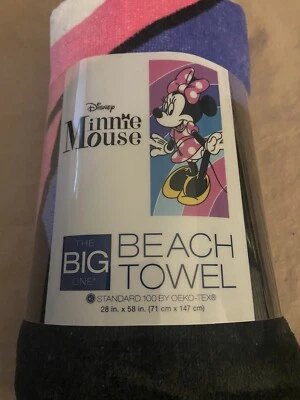 Disney
Minnie
Mouse
THE
BIG
ONE®
BEACH
TOWEL
STANDARD 100 BY OEKO-TEX®
28 in. x 58 in. (71 cm x 147 cm)